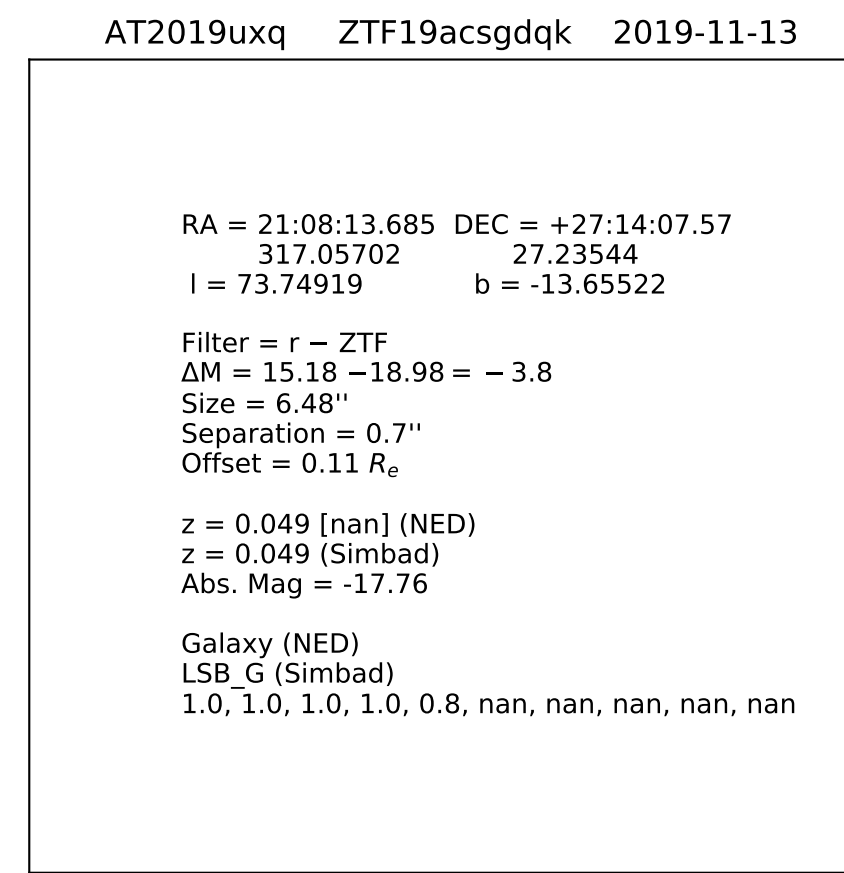 AT2019uxq ZTF19acsgdqk 2019-11-13
RA = 21:08:13.685 DEC = +27:14:07.57
317.05702 27.23544
l = 73.74919 b = -13.65522
Filter = r − ZTF
ΔM = 15.18 −18.98 = − 3.8
Size = 6.48''
Separation = 0.7''
Offset = 0.11 Re
z = 0.049 [nan] (NED)
z = 0.049 (Simbad)
Abs. Mag = -17.76
Galaxy (NED)
LSB_G (Simbad)
1.0, 1.0, 1.0, 1.0, 0.8, nan, nan, nan, nan, nan